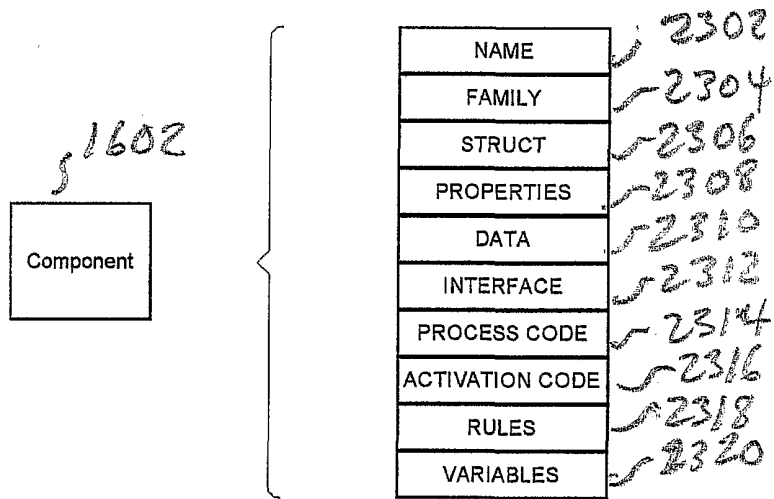 NAME 2302
FAMILY 2304
STRUCT 2306
1602
PROPERTIES 2308
DATA 2310
Component
INTERFACE 2312
PROCESS CODE 2314
ACTIVATION CODE 2316
RULES 2318
VARIABLES 2320